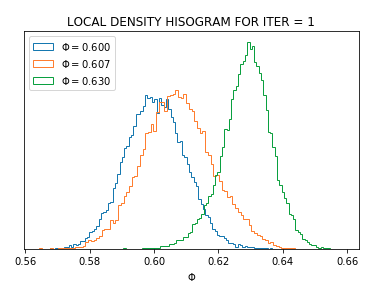 LOCAL DENSITY HISOGRAM FOR ITER = 1
Φ = 0.600
Φ = 0.607
Φ = 0.630
0.56 0.58 0.60 0.62 0.64 0.66
Φ